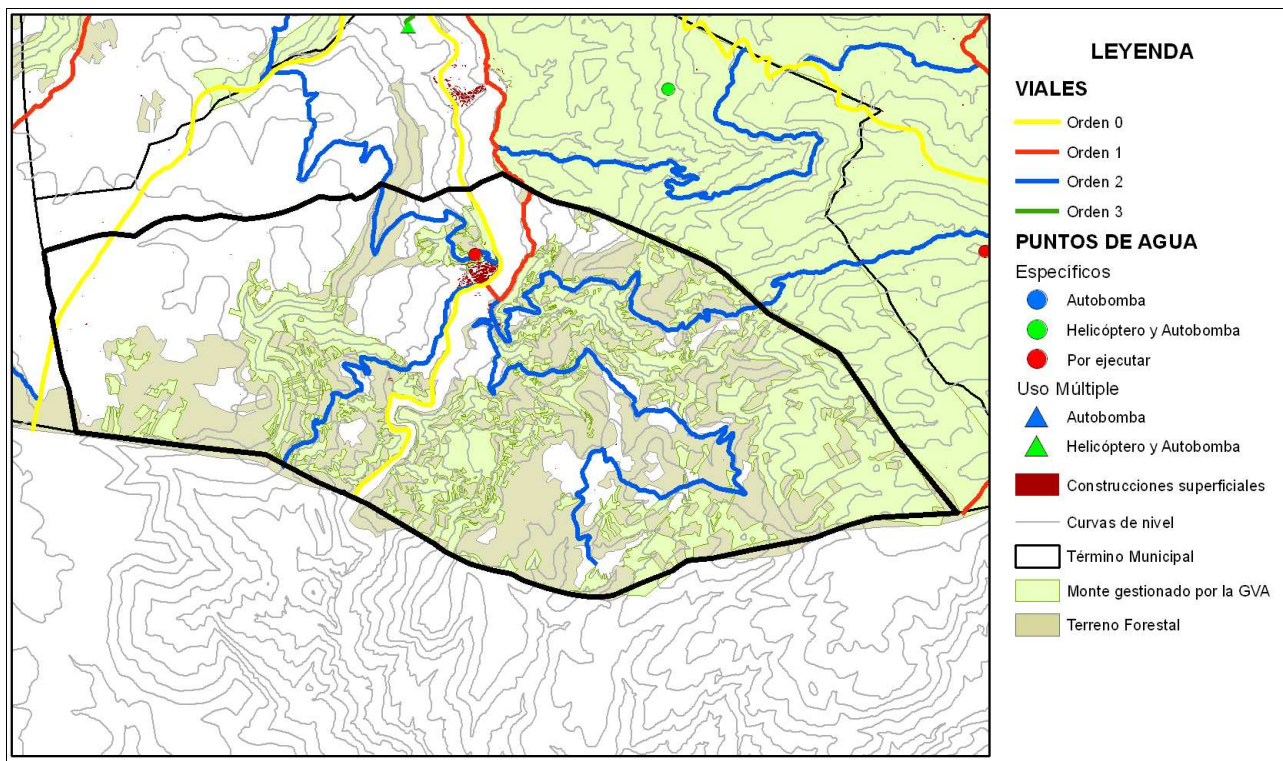 LEYENDA
VIALES
Orden 0
Orden 1
Orden 2
Orden 3
PUNTOS DE AGUA
Específicos
Autobomba
Helicóptero y Autobomba
Por ejecutar
Uso Múltiple
Autobomba
Helicóptero y Autobomba
Construcciones superficiales
Curvas de nivel
Término Municipal
Monte gestionado por la GVA
Terreno Forestal